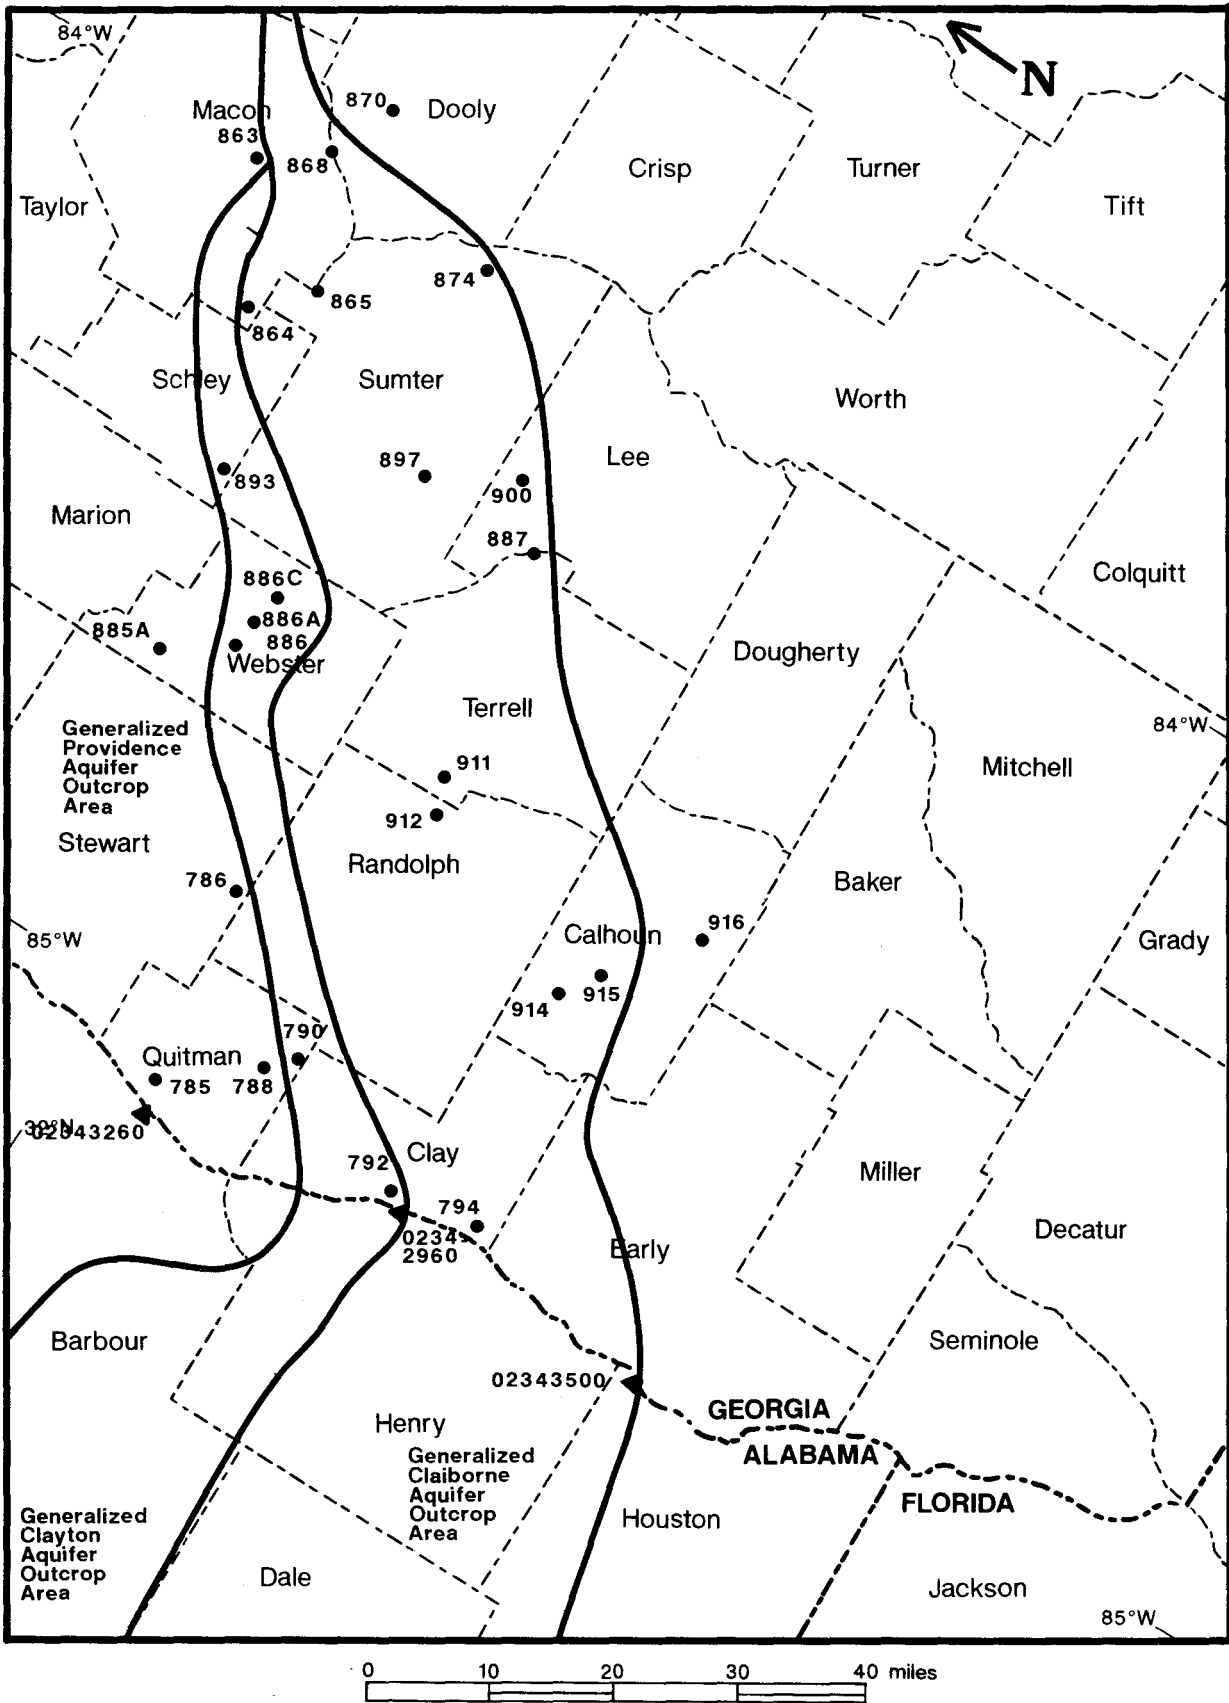 84°W
N
Macon
870
Dooly
863
868
Crisp
Turner
Taylor
Tift
874
865
864
Schley
Sumter
Worth
897
Lee
893
900
Marion
887
Colquitt
886C
886A
885A
886
Webster
Dougherty
Terrell
84°W
Generalized
Providence
Aquifer
Outcrop
Area
911
Mitchell
912
Stewart
Randolph
786
Baker
916
85°W
Calhoun
Grady
915
914
790
Quitman
785
788
02343260
Clay
792
Miller
794
0234-
2960
Decatur
Early
Barbour
Seminole
02343500
GEORGIA
Henry
ALABAMA
Generalized
Claiborne
Aquifer
Outcrop
Area
FLORIDA
Generalized
Clayton
Aquifer
Outcrop
Area
Houston
Dale
Jackson
85°W
0 10 20 30 40 miles